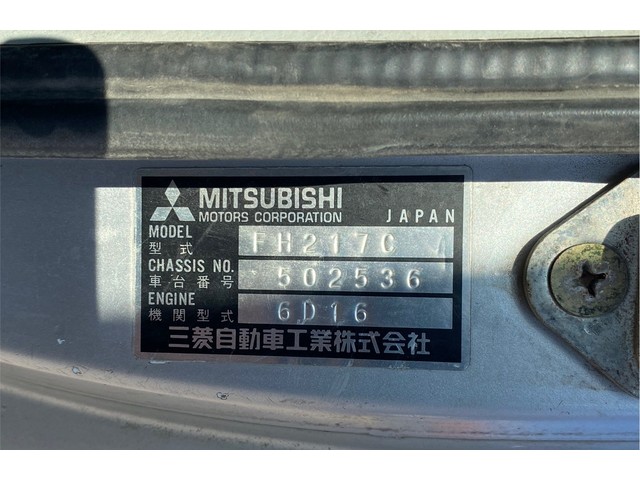 MITSUBISHI
MOTORS CORPORATION JAPAN
MODEL
型式 FH217C
CHASSIS NO.
車台番号 502536
ENGINE
機関型式 6D16
三菱自動車工業株式会社